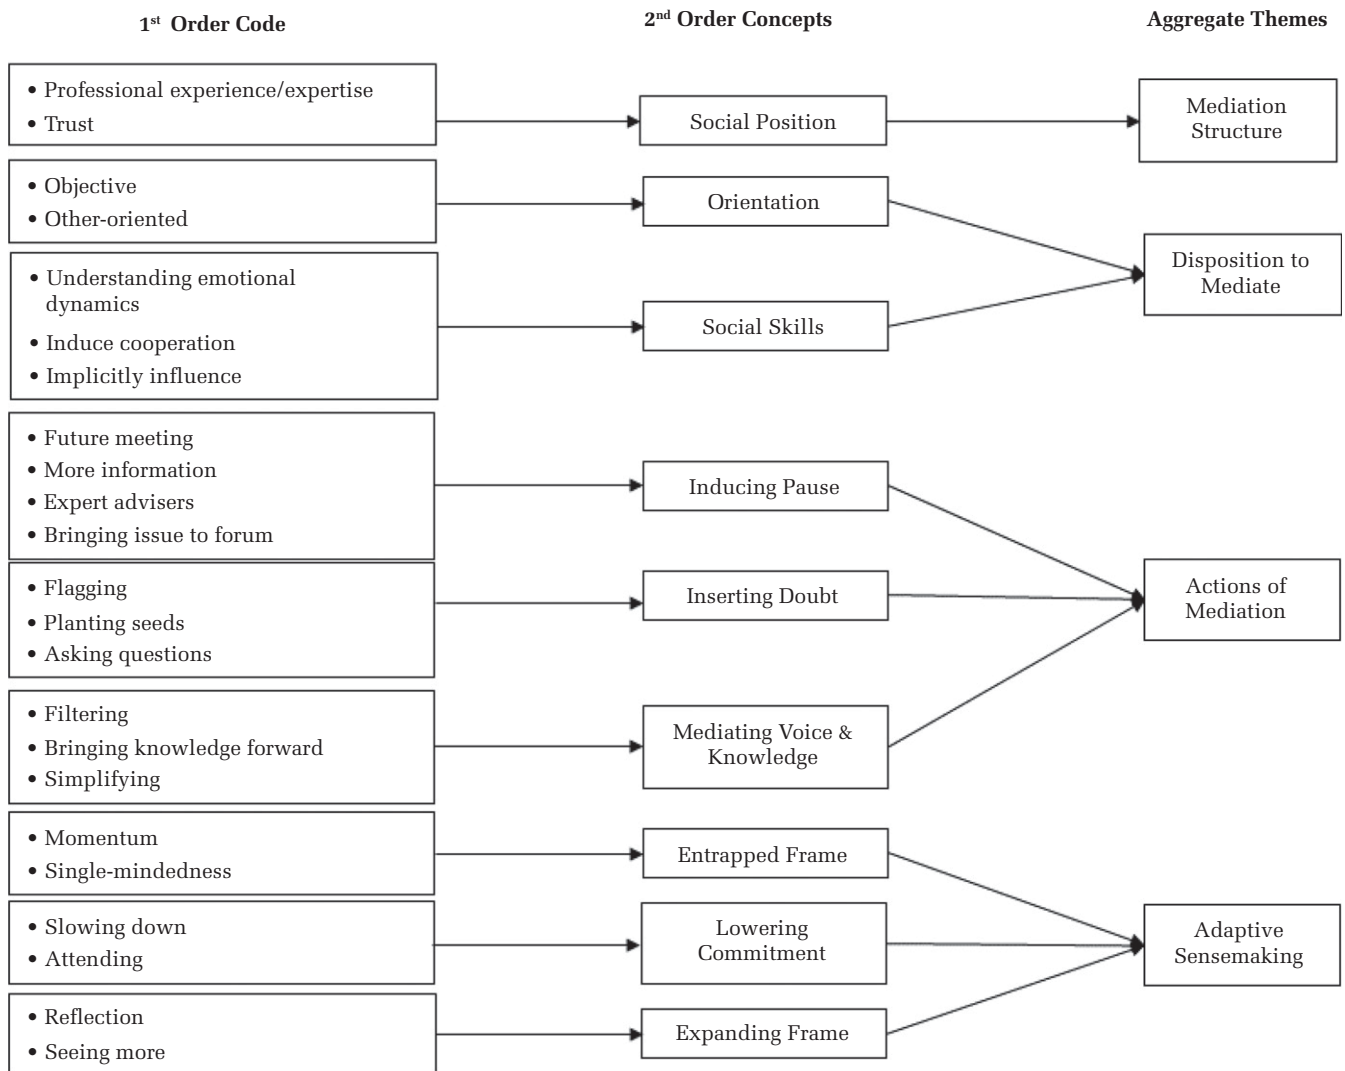 1st Order Code
2nd Order Concepts
Aggregate Themes
• Professional experience/expertise
• Trust
Social Position
Mediation
Structure
• Objective
• Other-oriented
Orientation
• Understanding emotional
dynamics
• Induce cooperation
• Implicitly influence
Social Skills
Disposition to
Mediate
• Future meeting
• More information
• Expert advisers
• Bringing issue to forum
Inducing Pause
• Flagging
• Planting seeds
• Asking questions
Inserting Doubt
• Filtering
• Bringing knowledge forward
• Simplifying
Mediating Voice &
Knowledge
Actions of
Mediation
• Momentum
• Single-mindedness
Entrapped Frame
• Slowing down
• Attending
Lowering
Commitment
• Reflection
• Seeing more
Expanding Frame
Adaptive
Sensemaking